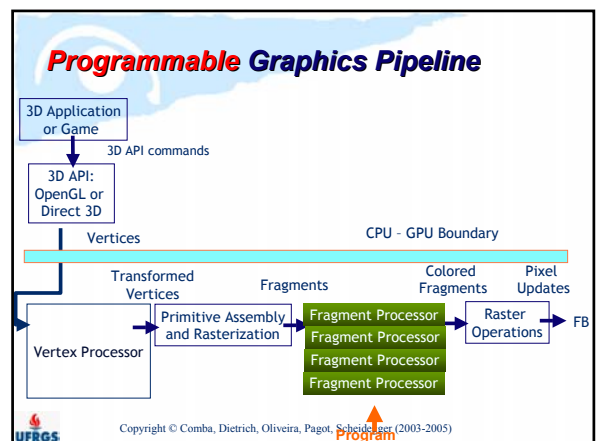 Programmable Graphics Pipeline
3D Application
or Game
3D API commands
3D API:
OpenGL or
Direct 3D
Vertices
CPU – GPU Boundary
Transformed
Vertices
Fragments
Colored
Fragments
Pixel
Updates
Vertex Processor
Primitive Assembly
and Rasterization
Fragment Processor
Fragment Processor
Fragment Processor
Fragment Processor
Raster
Operations
FB
Program
UFRGS
Copyright © Comba, Dietrich, Oliveira, Pagot, Scheidegger (2003-2005)